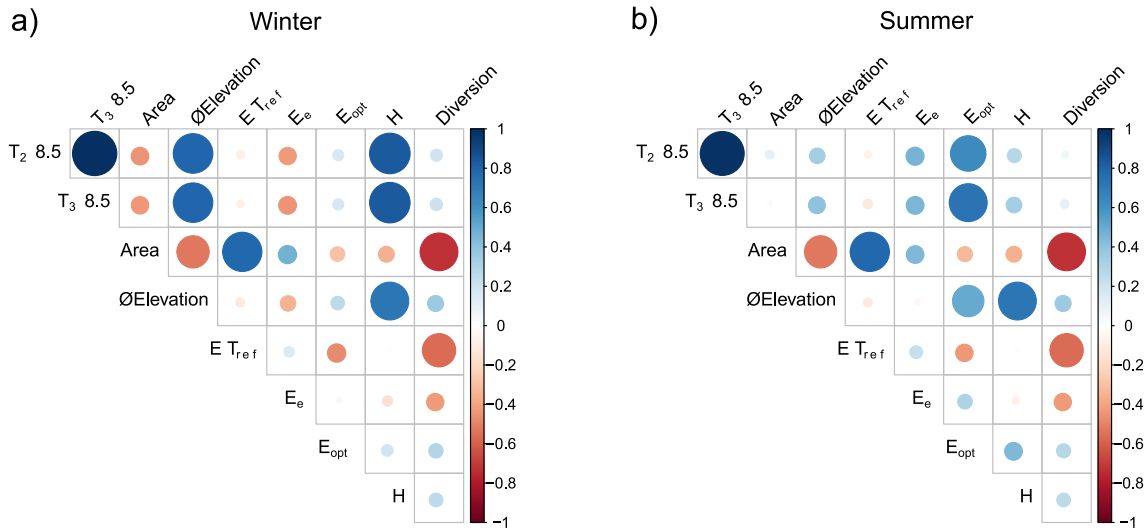 a) Winter
T3 8.5 Area ØElevation E Tref Ee Eopt H Diversion
T2 8.5
T3 8.5
Area
ØElevation
E Tref
Ee
Eopt
H
1
0.8
0.6
0.4
0.2
0
−0.2
−0.4
−0.6
−0.8
−1
b) Summer
T3 8.5 Area ØElevation E Tref Ee Eopt H Diversion
T2 8.5
T3 8.5
Area
ØElevation
E Tref
Ee
Eopt
H
1
0.8
0.6
0.4
0.2
0
−0.2
−0.4
−0.6
−0.8
−1